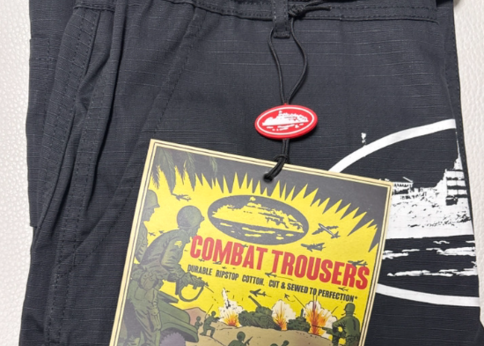 COMBAT TROUSERS
DURABLE RIPSTOP COTTON. CUT & SEWED TO PERFECTION"